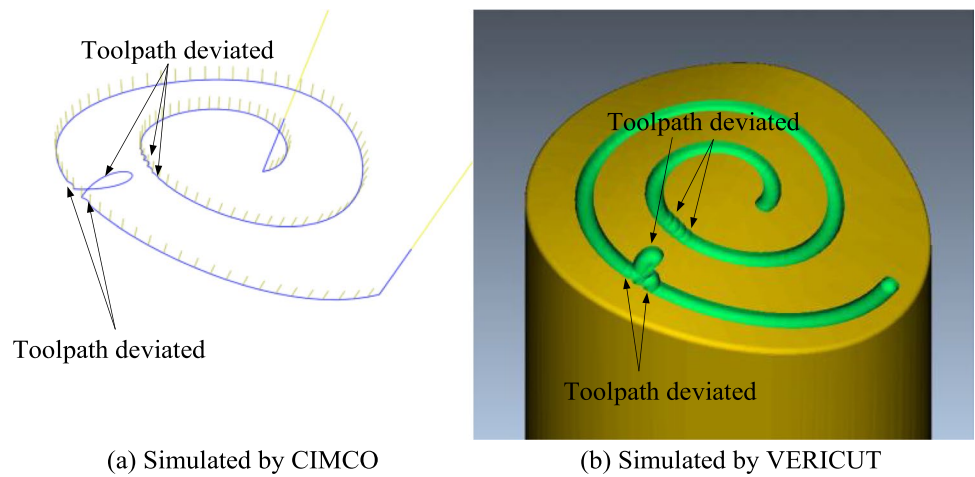 Toolpath deviated
Toolpath deviated
Toolpath deviated
Toolpath deviated
(a) Simulated by CIMCO
(b) Simulated by VERICUT